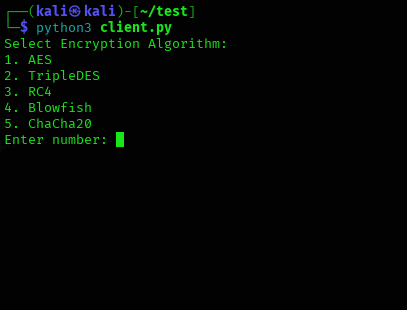 ┌──(kali㉿kali)-[~/test]
└─$ python3 client.py
Select Encryption Algorithm:
1. AES
2. TripleDES
3. RC4
4. Blowfish
5. ChaCha20
Enter number: